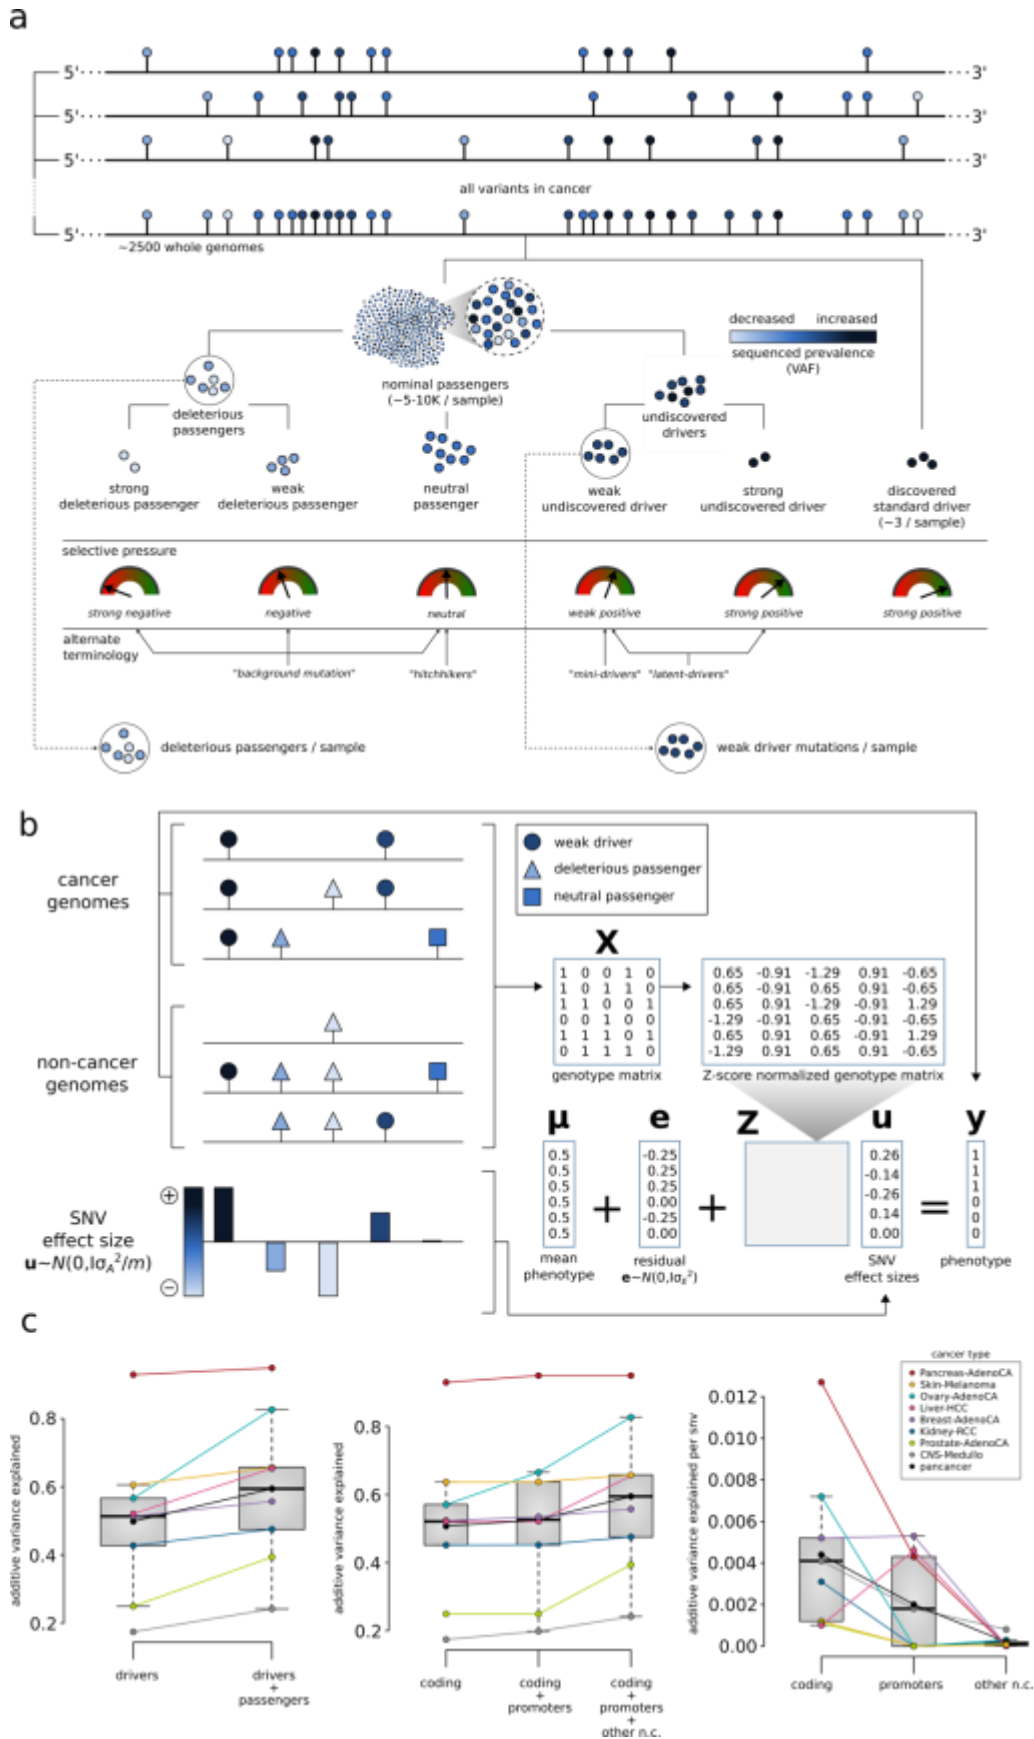 a
5' 3'
5' 3'
5' 3'
all variants in cancer
5' 3'
~2500 whole genomes
decreased increased
sequenced prevalence
(VAF)
nominal passengers
(~5-10K / sample)
deleterious
passengers
undiscovered
drivers
strong
deleterious passenger
weak
deleterious passenger
neutral
passenger
weak
undiscovered driver
strong
undiscovered driver
discovered
standard driver
(~3 / sample)
selective pressure
strong negative negative neutral weak positive strong positive strong positive
alternate
terminology
"background mutation" "hitchhikers" "mini-drivers" "latent-drivers"
deleterious passengers / sample
weak driver mutations / sample
b
cancer
genomes
non-cancer
genomes
weak driver
deleterious passenger
neutral passenger
X
1 0 0 1 0
1 0 1 1 0
1 1 0 0 1
0 0 1 0 0
1 1 1 0 1
0 1 1 1 0
genotype matrix
0.65 -0.91 -1.29 0.91 -0.65
0.65 -0.91 0.65 0.91 -0.65
0.65 0.91 -1.29 -0.91 1.29
-1.29 -0.91 0.65 -0.91 -0.65
0.65 0.91 0.65 -0.91 1.29
-1.29 0.91 0.65 0.91 -0.65
Z-score normalized genotype matrix
μ e Z u y
0.5
0.5
0.5
0.5
0.5
0.5
mean
phenotype
+
-0.25
0.25
0.25
0.00
-0.25
0.00
residual
e~N(0,Iσ_E²)
+
0.26
-0.14
-0.26
0.14
0.00
SNV
effect sizes
=
1
1
1
0
0
0
phenotype
+
−
SNV
effect size
u~N(0,Iσ_A²/m)
c
additive variance explained
0.8
0.6
0.4
0.2
drivers
drivers
+
passengers
additive variance explained
0.8
0.6
0.4
0.2
coding
coding
+
promoters
coding
+
promoters
+
other n.c.
additive variance explained per snv
0.012
0.010
0.008
0.006
0.004
0.002
0.00
coding promoters other n.c.
cancer type
Pancreas-AdenoCA
Skin-Melanoma
Ovary-AdenoCA
Liver-HCC
Breast-AdenoCA
Kidney-RCC
Prostate-AdenoCA
CNS-Medullo
pancancer